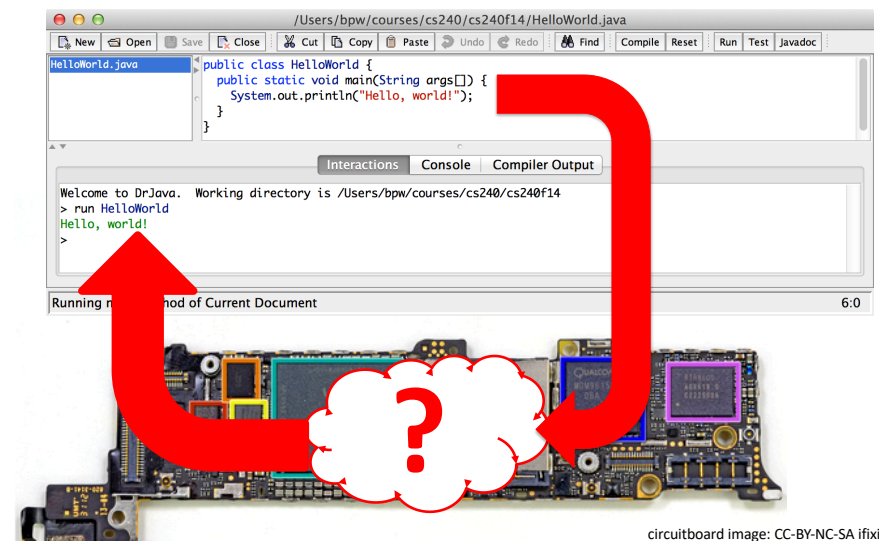 /Users/bpw/courses/cs240/cs240f14/HelloWorld.java
New Open Save Close Cut Copy Paste Undo Redo Find Compile Reset Run Test Javadoc
HelloWorld.java
public class HelloWorld {
public static void main(String args[]) {
System.out.println("Hello, world!");
}
}
Interactions Console Compiler Output
Welcome to DrJava. Working directory is /Users/bpw/courses/cs240/cs240f14
> run HelloWorld
Hello, world!
>
Running of Current Document 6:0
?
circuitboard image: CC-BY-NC-SA ifixi